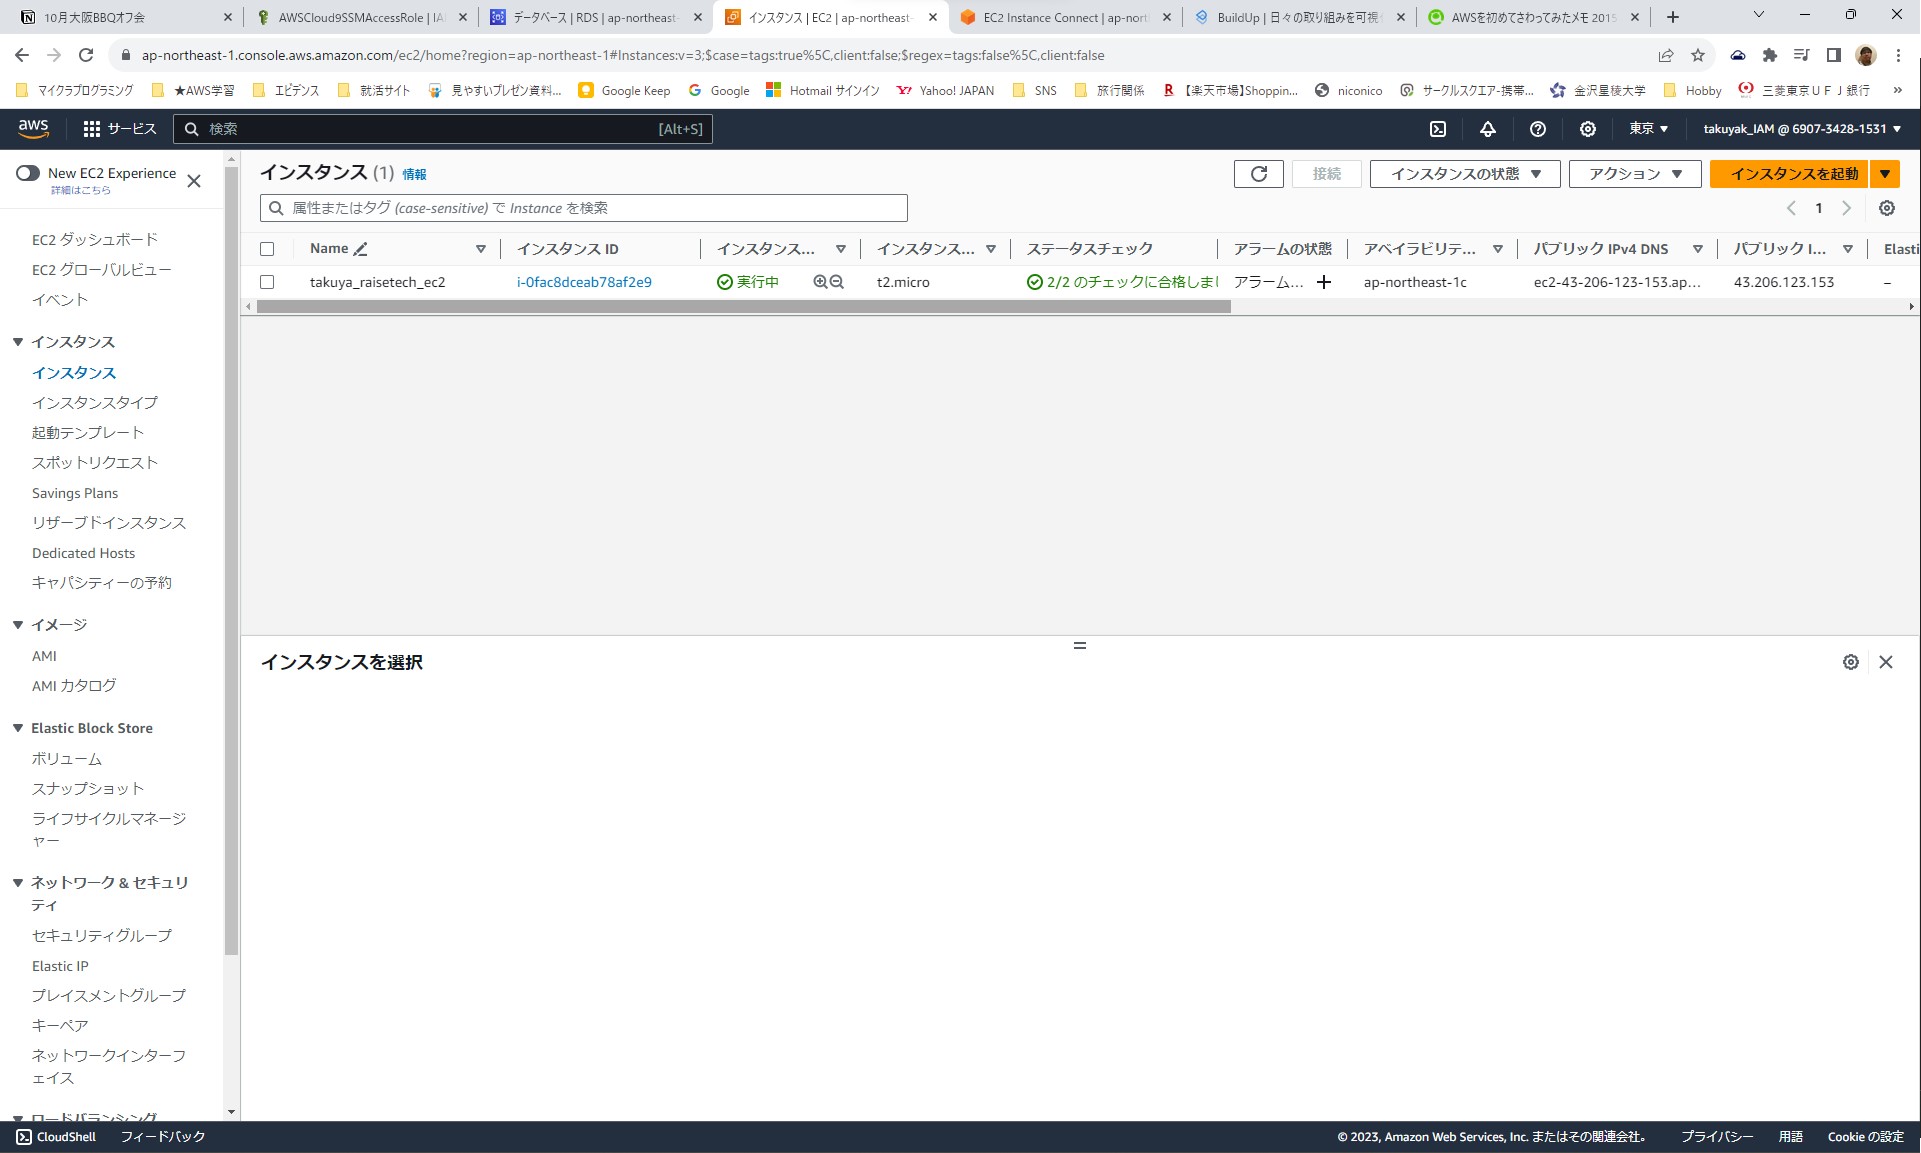 10月大阪BBQオフ会
AWSCloud9SSMAccessRole | IA
データベース | RDS | ap-northeast-
インスタンス | EC2 | ap-northeast-
EC2 Instance Connect | ap-nort
BuildUp | 日々の取り組みを可視
AWSを初めてさわってみたメモ 2015
ap-northeast-1.console.aws.amazon.com/ec2/home?region=ap-northeast-1#Instances:v=3;$case=tags:true%5C,client:false;$regex=tags:false%5C,client:false
マイクラプログラミング
★AWS学習
エビデンス
就活サイト
見やすいプレゼン資料...
Google Keep
Google
Hotmail サインイン
Yahoo! JAPAN
SNS
旅行関係
【楽天市場】Shoppin...
niconico
サークルスクエア-携帯...
金沢星稜大学
Hobby
三菱東京ＵＦＪ銀行
»
aws
サービス
検索
[Alt+S]
東京 ▼
takuyak_IAM @ 6907-3428-1531 ▼
New EC2 Experience
詳細はこちら
EC2 ダッシュボード
EC2 グローバルビュー
イベント
▼ インスタンス
インスタンス
インスタンスタイプ
起動テンプレート
スポットリクエスト
Savings Plans
リザーブドインスタンス
Dedicated Hosts
キャパシティーの予約
▼ イメージ
AMI
AMI カタログ
▼ Elastic Block Store
ボリューム
スナップショット
ライフサイクルマネージ
ャー
▼ ネットワーク & セキュリ
ティ
セキュリティグループ
Elastic IP
プレイスメントグループ
キーペア
ネットワークインターフ
ェイス
▼ ロードバランシング
インスタンス (1) 情報
接続
インスタンスの状態 ▼
アクション ▼
インスタンスを起動 ▼
属性またはタグ (case-sensitive) で Instance を検索
1
Name
インスタンス ID
インスタンス...
インスタンス...
ステータスチェック
アラームの状態
アベイラビリテ...
パブリック IPv4 DNS
パブリック I...
Elasti
takuya_raisetech_ec2
i-0fac8dceab78af2e9
実行中
t2.micro
2/2 のチェックに合格しまし
アラーム... +
ap-northeast-1c
ec2-43-206-123-153.ap...
43.206.123.153
–
インスタンスを選択
CloudShell
フィードバック
© 2023, Amazon Web Services, Inc. またはその関連会社。
プライバシー
用語
Cookie の設定